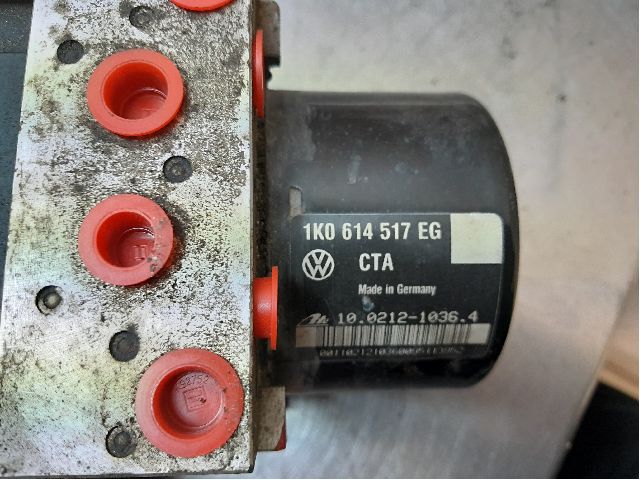 1K0 614 517 EG
CTA
Made in Germany
10.0212-1036.4